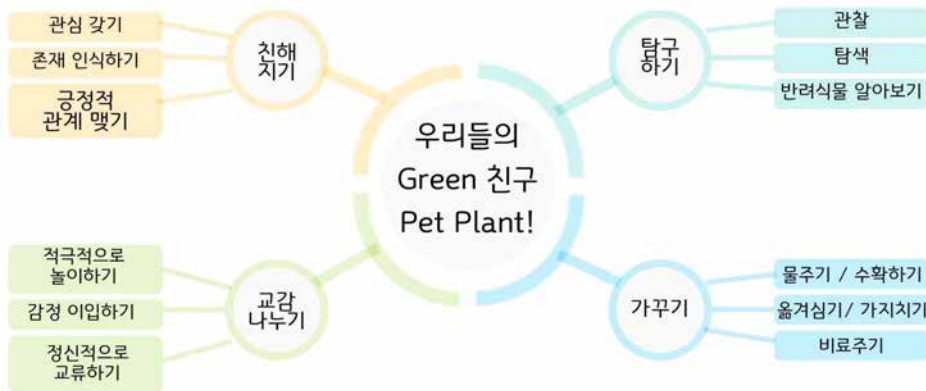 관심 갖기
존재 인식하기
긍정적
관계 맺기
친해
지기
탐구
하기
관찰
탐색
반려식물 알아보기
우리들의
Green 친구
Pet Plant!
적극적으로
놀이하기
감정 이입하기
정신적으로
교류하기
교감
나누기
가꾸기
물주기 / 수확하기
옮겨심기/ 가지치기
비료주기